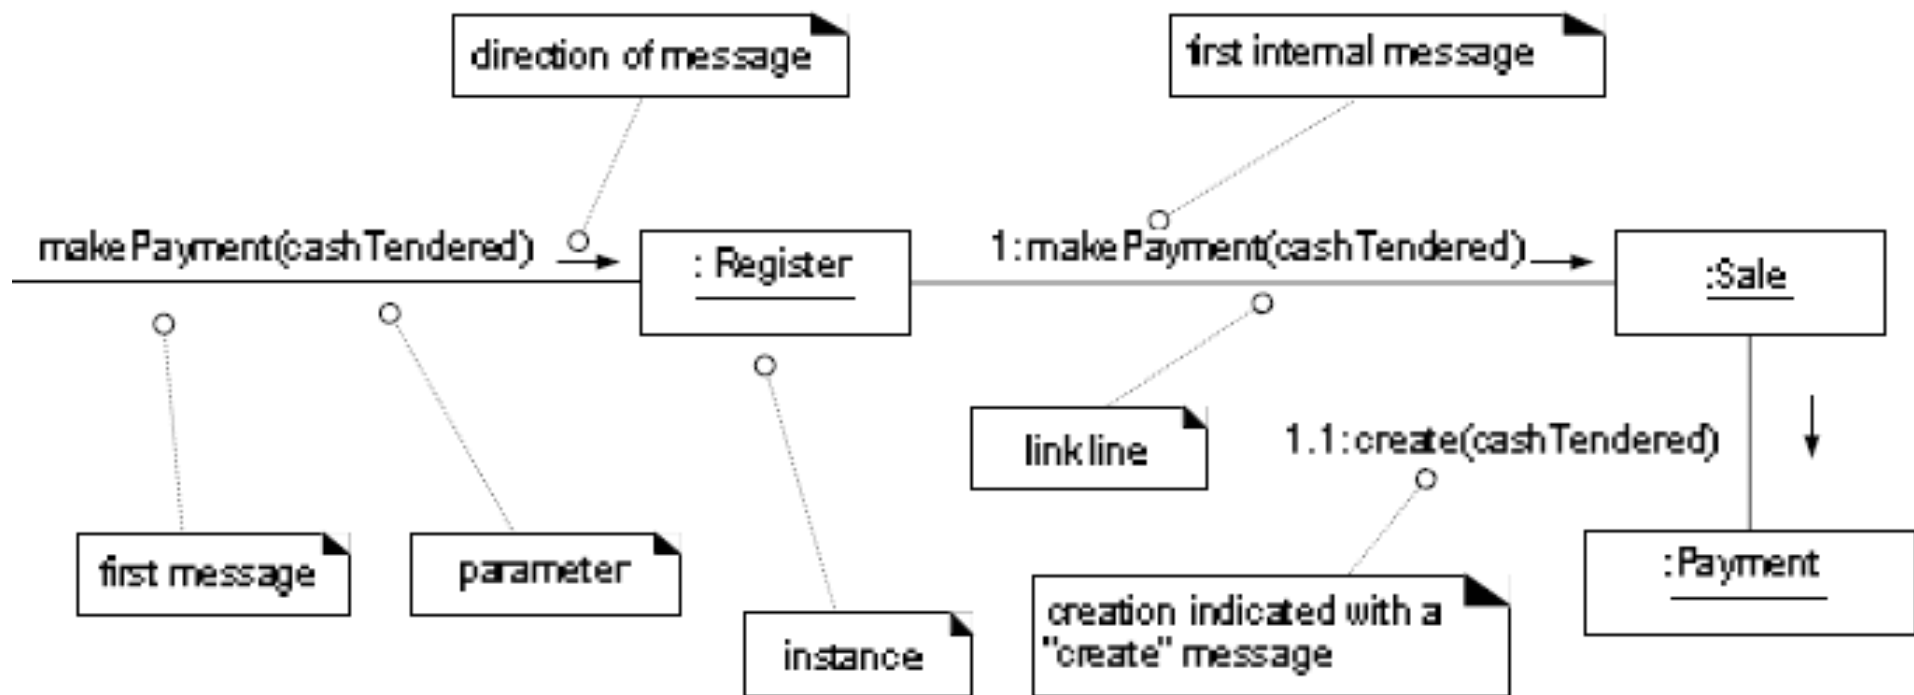 direction of message
first internal message
makePayment(cashTendered)
: Register
1: makePayment(cashTendered)
:Sale
link line
1.1: create(cashTendered)
first message
parameter
:Payment
instance
creation indicated with a
"create" message